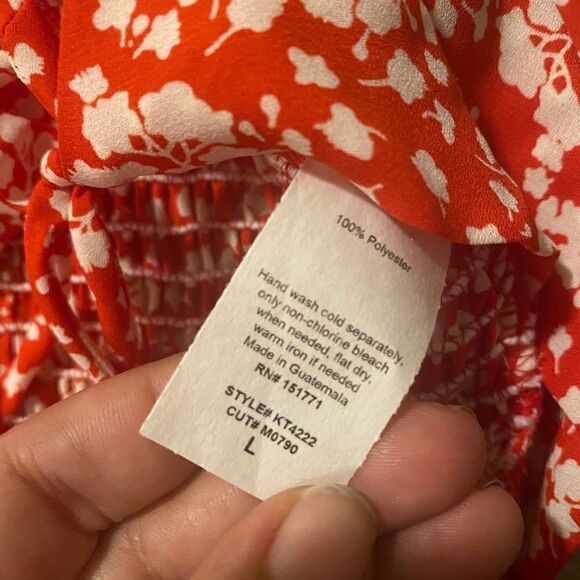 100% Polyester
Hand wash cold separately,
only non-chlorine bleach
when needed, flat dry.
warm iron if needed
Made in Guatemala
RN# 151771
STYLE# KT4222
CUT# M0790
L